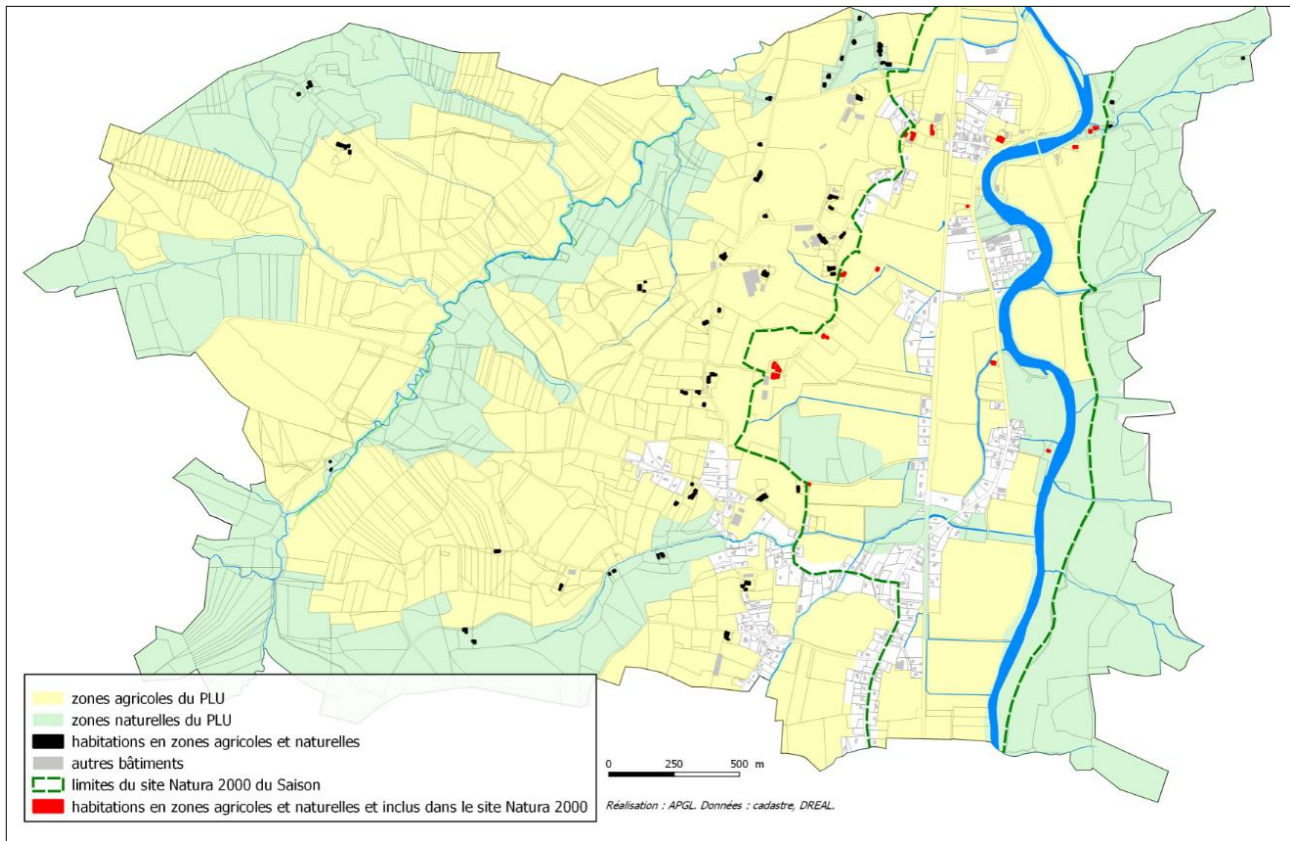 zones agricoles du PLU
zones naturelles du PLU
habitations en zones agricoles et naturelles
autres bâtiments
limites du site Natura 2000 du Saison
habitations en zones agricoles et naturelles et inclus dans le site Natura 2000
0 250 500 m
Réalisation : APGL. Données : cadastre, DREAL.